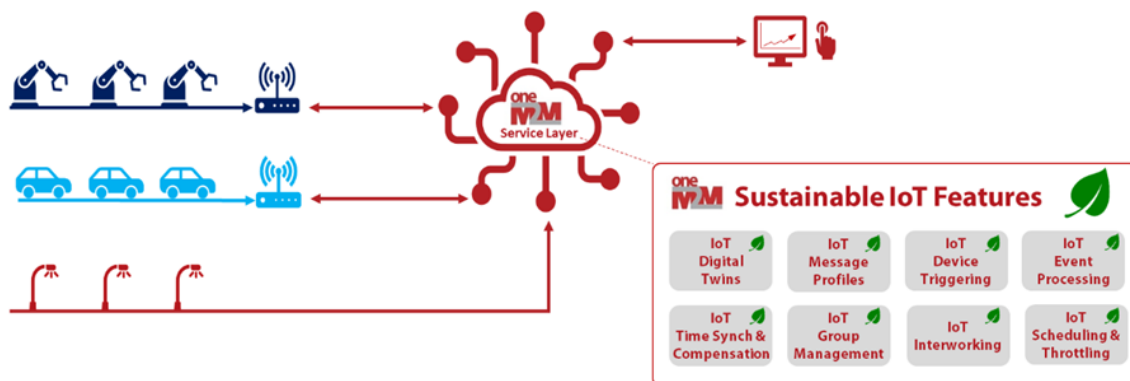 one
M2M
Service Layer
one
M2M
Sustainable IoT Features
IoT
Digital
Twins
IoT
Message
Profiles
IoT
Device
Triggering
IoT
Event
Processing
IoT
Time Synch &
Compensation
IoT
Group
Management
IoT
Interworking
IoT
Scheduling &
Throttling